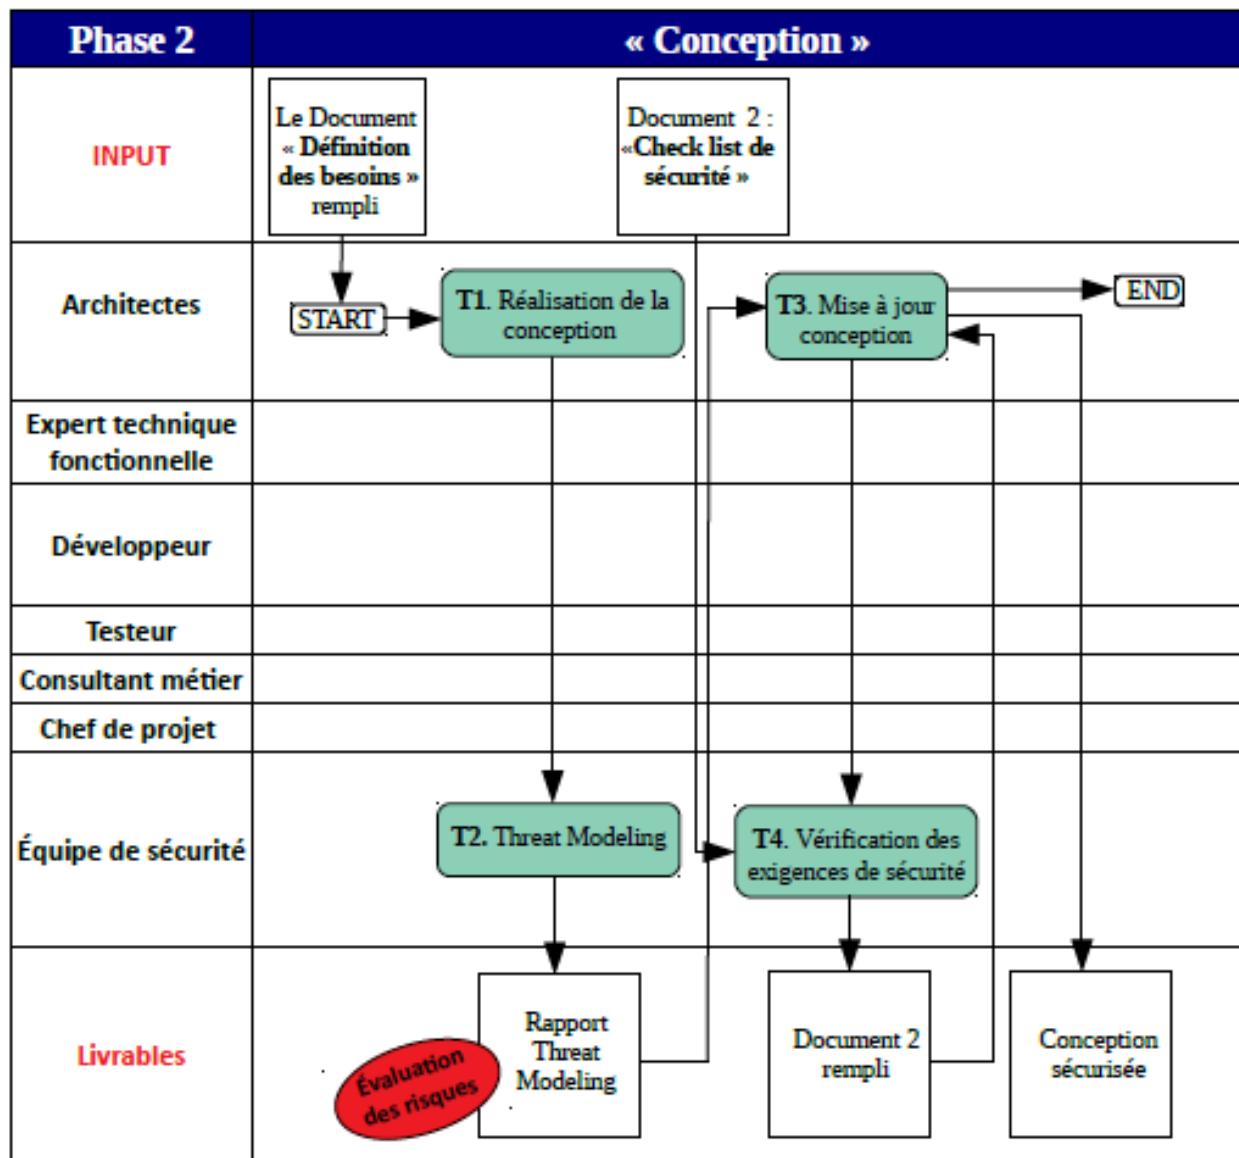 Phase 2
« Conception »
INPUT
Le Document
« Définition
des besoins »
rempli
Document 2 :
«Check list de
sécurité »
Architectes
START
T1. Réalisation de la
conception
T3. Mise à jour
conception
END
Expert technique
fonctionnelle
Développeur
Testeur
Consultant métier
Chef de projet
Équipe de sécurité
T2. Threat Modeling
T4. Vérification des
exigences de sécurité
Livrables
Évaluation
des risques
Rapport
Threat
Modeling
Document 2
rempli
Conception
sécurisée